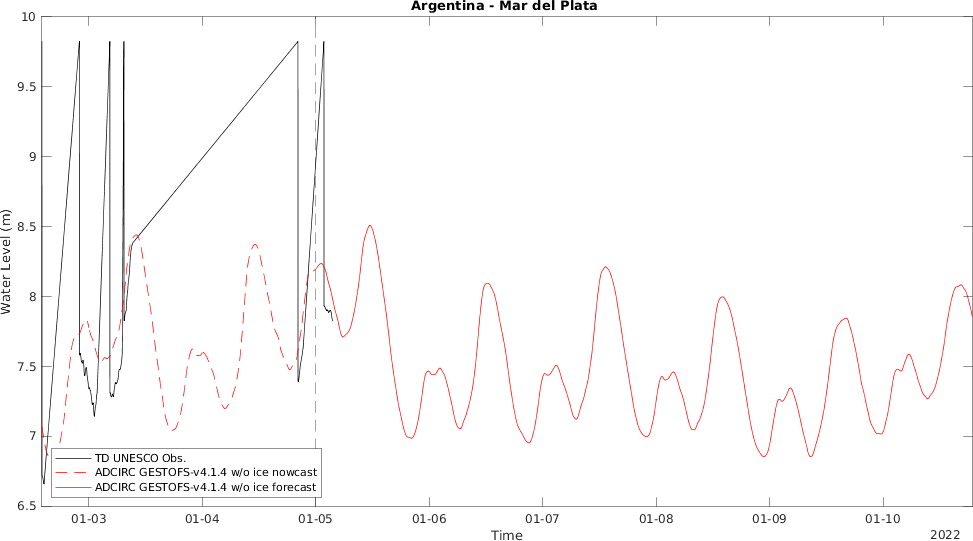 Argentina - Mar del Plata
10
9.5
9
8.5
8
7.5
7
6.5
Water Level (m)
TD UNESCO Obs.
ADCIRC GESTOFS-v4.1.4 w/o ice nowcast
ADCIRC GESTOFS-v4.1.4 w/o ice forecast
01-03 01-04 01-05 01-06 01-07 01-08 01-09 01-10
Time
2022